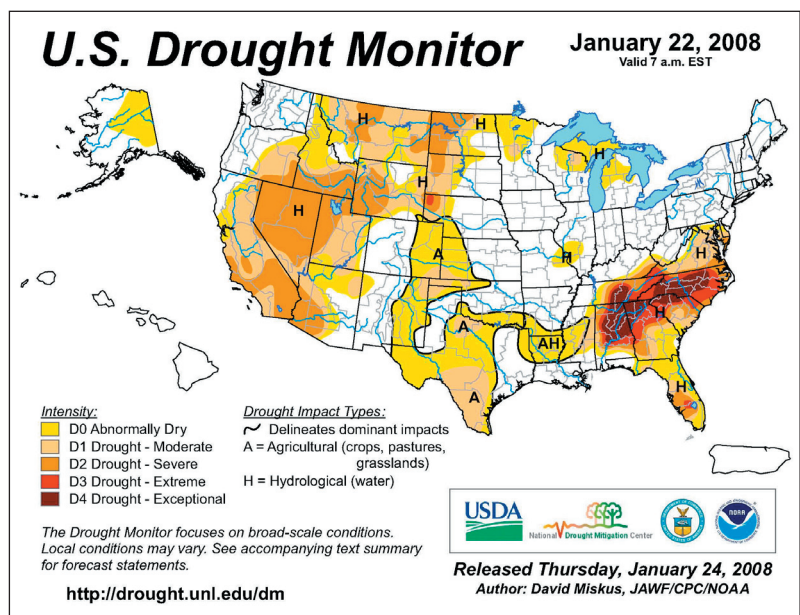 U.S. Drought Monitor
January 22, 2008
Valid 7 a.m. EST
H
H
H
H
H
A
H
H
H
A
AH
H
A
H
Intensity:
D0 Abnormally Dry
D1 Drought - Moderate
D2 Drought - Severe
D3 Drought - Extreme
D4 Drought - Exceptional
Drought Impact Types:
Delineates dominant impacts
A = Agricultural (crops, pastures,
grasslands)
H = Hydrological (water)
The Drought Monitor focuses on broad-scale conditions.
Local conditions may vary. See accompanying text summary
for forecast statements.
http://drought.unl.edu/dm
USDA
National Drought Mitigation Center
NOAA
Released Thursday, January 24, 2008
Author: David Miskus, JAWF/CPC/NOAA